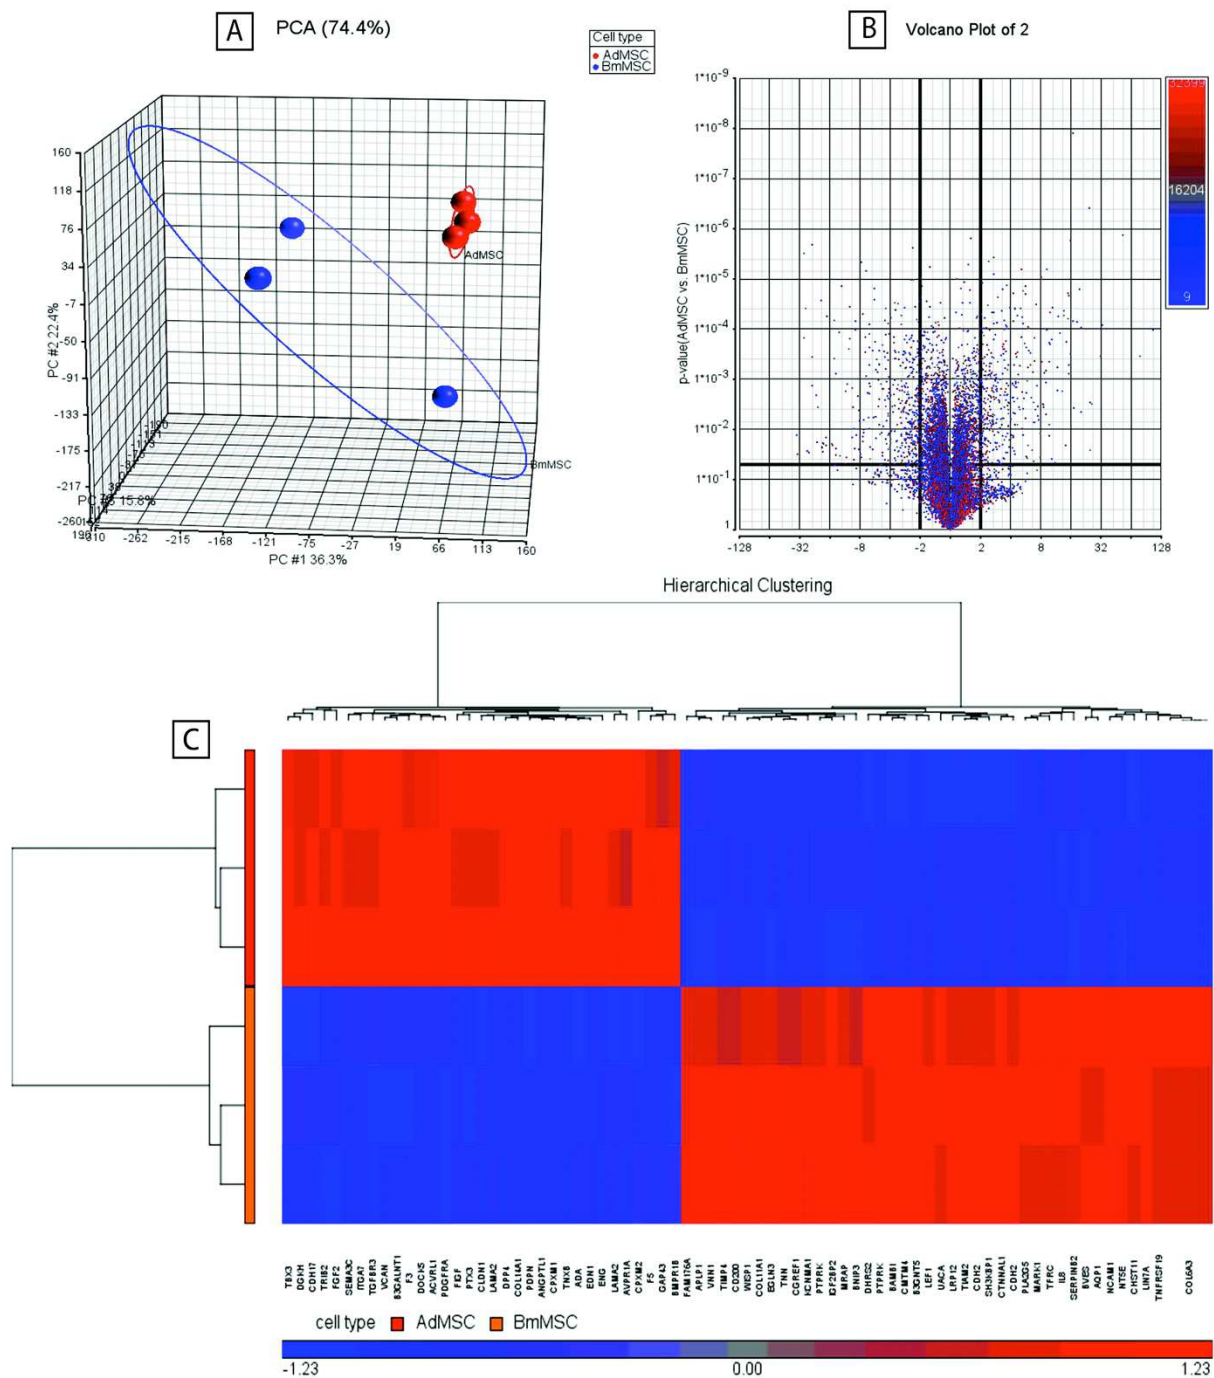 A PCA (74.4%)
Cell type
AdMSC
BmMSC
160
118
76
34
-7
-50
-91
-133
-175
-217
-260
PC #2 22.4%
AdMSC
BmMSC
PC #3 15.8%
-310
-262
-215
-168
-121
-75
-27
19
66
113
160
PC #1 36.3%
B Volcano Plot of 2
1*10^-9
1*10^-8
1*10^-7
1*10^-6
1*10^-5
1*10^-4
1*10^-3
1*10^-2
1*10^-1
1
p-value(AdMSC vs. BmMSC)
-128
-32
-8
-2
2
8
32
128
32399
16204
9
Hierarchical Clustering
C
TBX3
DGKH
CDH17
TRIB2
FGF2
SEMA3C
ITGA7
TGFBR3
VCAN
B3GALNT1
F3
DOCK5
ACVRL1
PDGFRA
FIGF
PTX3
CLDN1
LAMA2
DPP4
COL14A1
PDPN
ANGPTL1
CPXM1
TNXB
ADA
EDN1
ENG
LAMA2
AVPR1A
CPXM2
F5
GAP43
BMPR1B
FAM176A
APLP1
VNN1
TIMP4
CD200
WISP1
COL11A1
EGLN3
TNN
CGREF1
KCNMA1
PTPRK
IGF2BP2
MRAP
BNIP3
DHRS2
PTPRK
BAMBI
CMTM4
B3GNT5
LEF1
UACA
LRP12
TIAM2
CDH2
SH3KBP1
CTNNAL1
CDH2
PLA2G5
MARK1
TFRC
IL8
SERPINB2
BVES
AQP1
NCAM1
NT5E
CHST11
LIN7A
TNFRSF19
COL6A3
cell type AdMSC BmMSC
-1.23
0.00
1.23